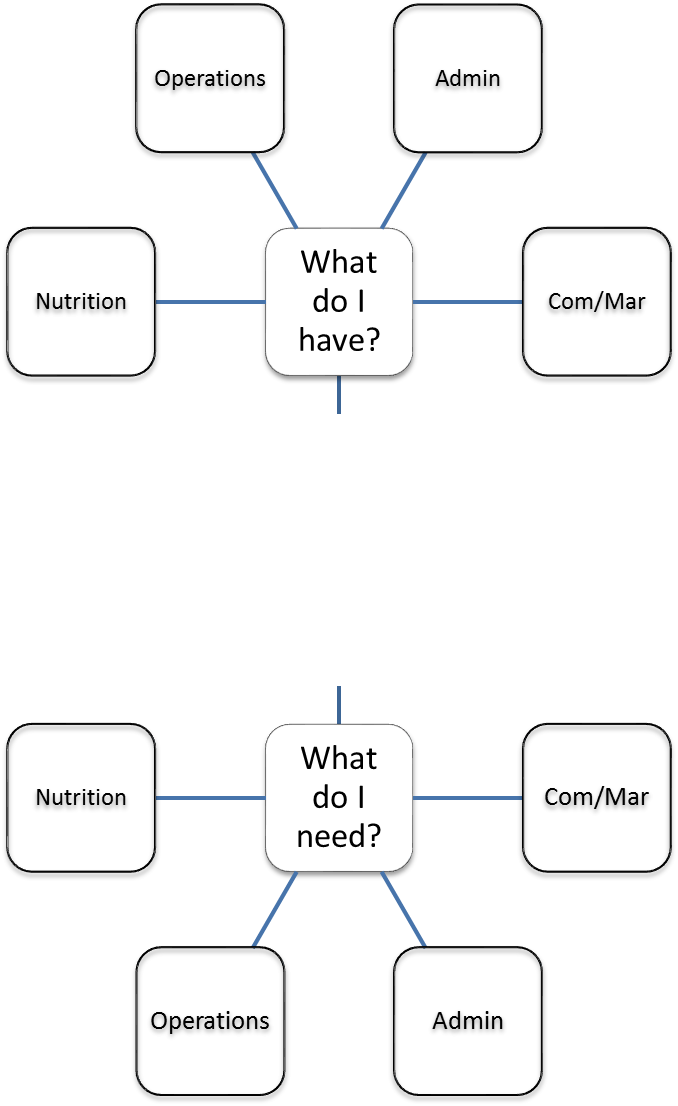 Operations
Admin
Nutrition
What
do I
have?
Com/Mar
Nutrition
What
do I
need?
Com/Mar
Operations
Admin